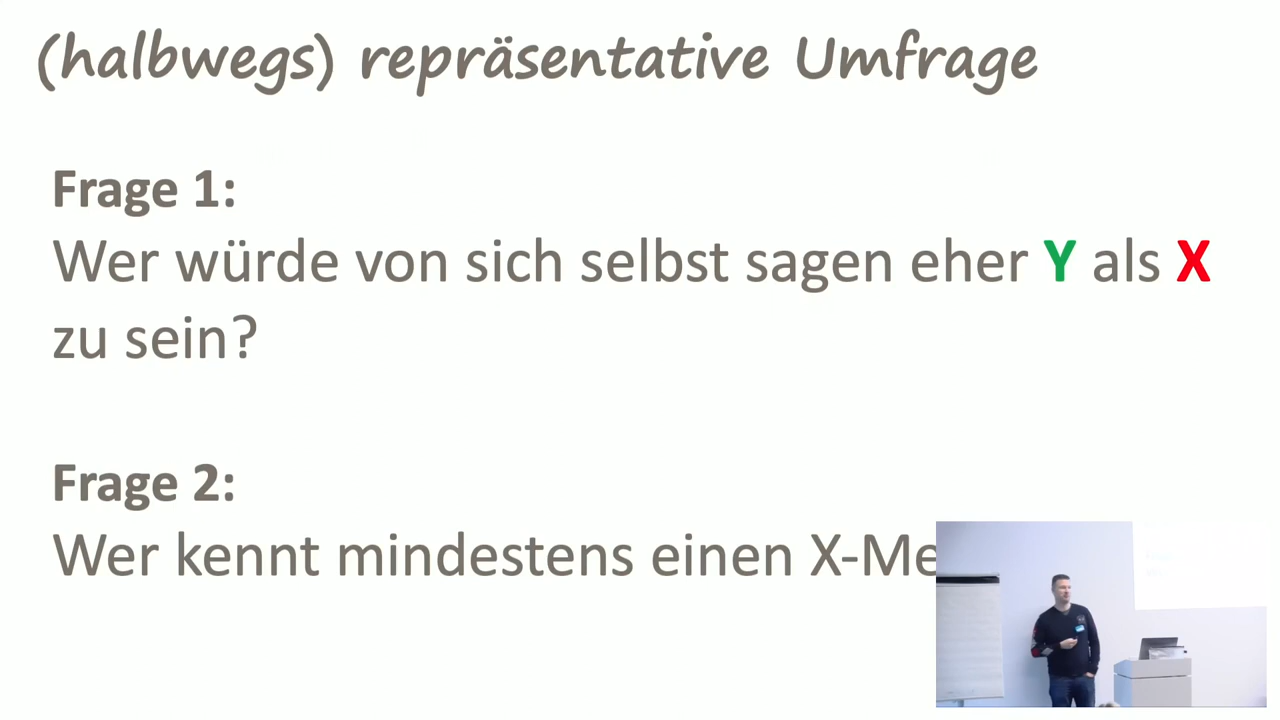 (halbwegs) repräsentative Umfrage
Frage 1:
Wer würde von sich selbst sagen eher Y als X
zu sein?
Frage 2:
Wer kennt mindestens einen X-Me